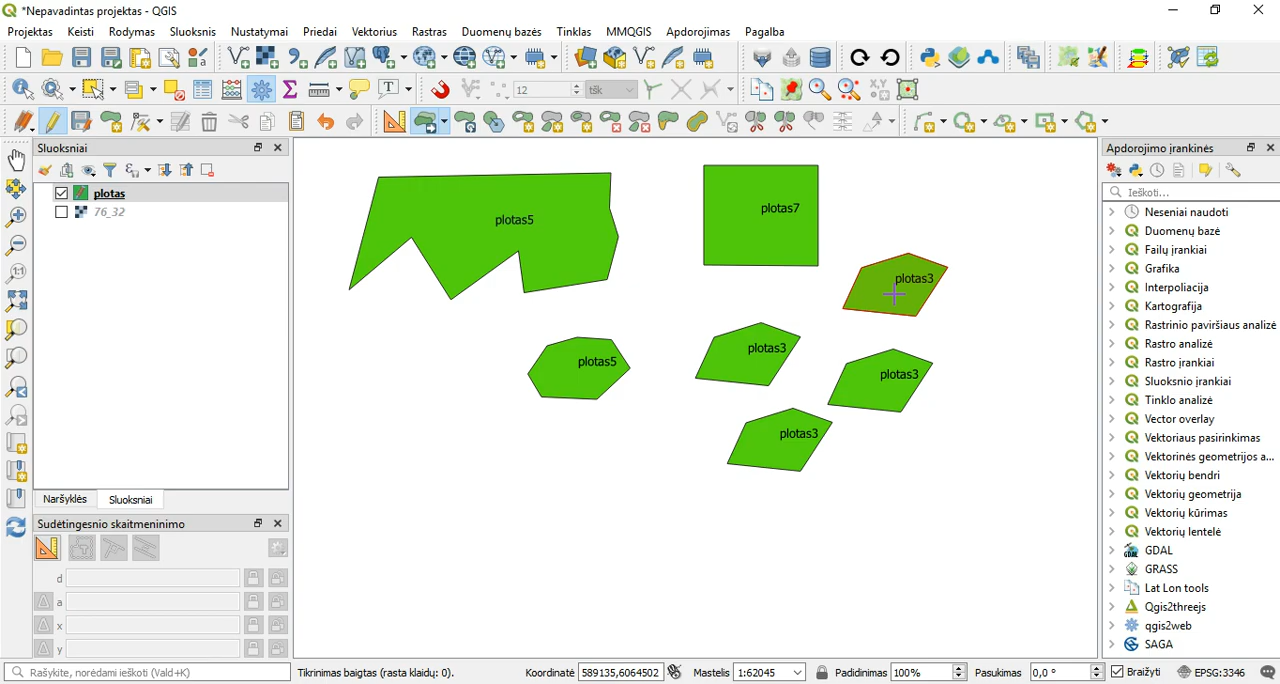 *Nepavadintas projektas - QGIS
Projektas Keisti Rodymas Sluoksnis Nustatymai Priedai Vektorius Rastras Duomenų bazės Tinklas MMQGIS Apdorojimas Pagalba
12 tšk
X,Y
1:1
Sluoksniai
plotas
76_32
Naršyklės Sluoksniai
Sudėtingesnio skaitmeninimo
d
a
x
y
plotas5
plotas7
plotas3
plotas5
plotas3
plotas3
plotas3
Apdorojimo įrankinės
Ieškoti...
Neseniai naudoti
Duomenų bazė
Failų įrankiai
Grafika
Interpoliacija
Kartografija
Rastrinio paviršiaus analizė
Rastro analizė
Rastro įrankiai
Sluoksnio įrankiai
Tinklo analizė
Vector overlay
Vektoriaus pasirinkimas
Vektorinės geometrijos a...
Vektorių bendri
Vektorių geometrija
Vektorių kūrimas
Vektorių lentelė
GDAL
GRASS
Lat Lon tools
Qgis2threejs
qgis2web
SAGA
Rašykite, norėdami ieškoti (Vald+K) Tikrinimas baigtas (rasta klaidų: 0). Koordinatė 589135,6064502 Mastelis 1:62045 Padidinimas 100% Pasukimas 0,0 ° Braižyti EPSG:3346